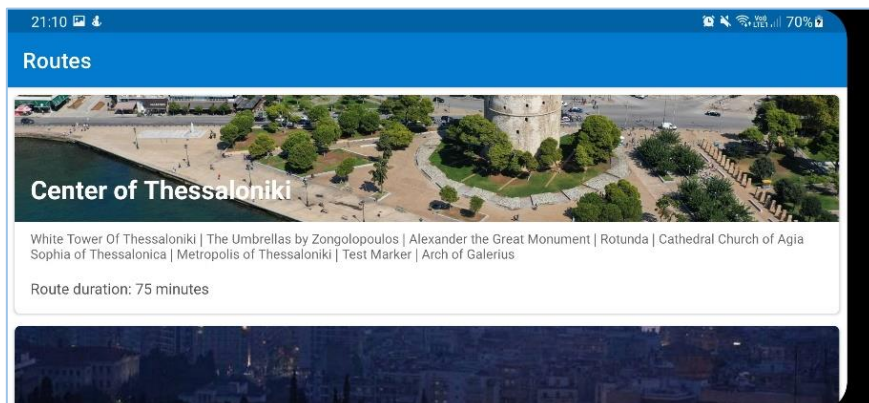 21:10 70%
Routes
Center of Thessaloniki
White Tower Of Thessaloniki | The Umbrellas by Zongolopoulos | Alexander the Great Monument | Rotunda | Cathedral Church of Agia
Sophia of Thessalonica | Metropolis of Thessaloniki | Test Marker | Arch of Galerius
Route duration: 75 minutes